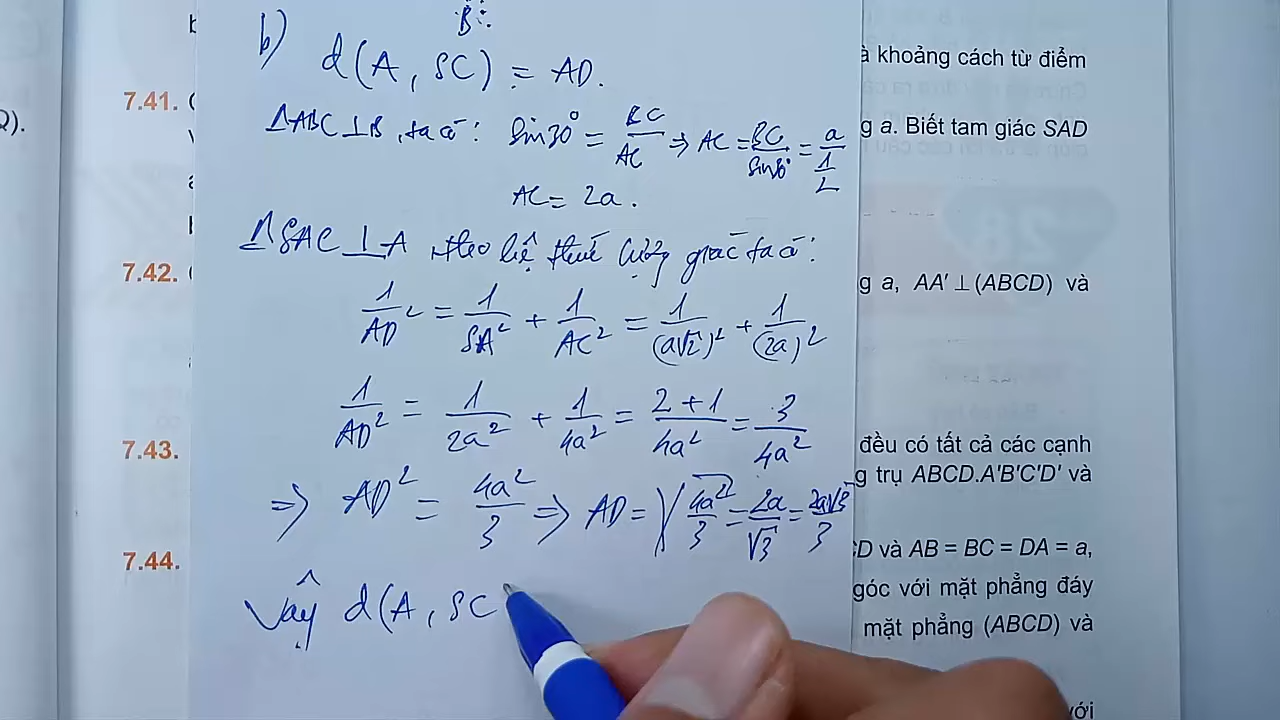 b)
d(A, SC) = AD.
ΔABC ⊥ B, ta có: sin30° = BC/AC ⇒ AC = BC/sin30° = a/(1/2)
AC = 2a.
ΔSAC ⊥ A, theo hệ thức lượng giác ta có:
1/AD² = 1/SA² + 1/AC² = 1/(a√2)² + 1/(2a)²
1/AD² = 1/2a² + 1/4a² = (2+1)/4a² = 3/4a²
⇒ AD² = 4a²/3 ⇒ AD = √(4a²/3) = 2a/√3 = 2a√3/3
Vậy d(A, SC
à khoảng cách từ điểm
7.41.
g a. Biết tam giác SAD
7.42.
g a, AA' ⊥ (ABCD) và
7.43.
đều có tất cả các cạnh
g trụ ABCD.A'B'C'D' và
7.44.
CD và AB = BC = DA = a,
góc với mặt phẳng đáy
mặt phẳng (ABCD) và
với